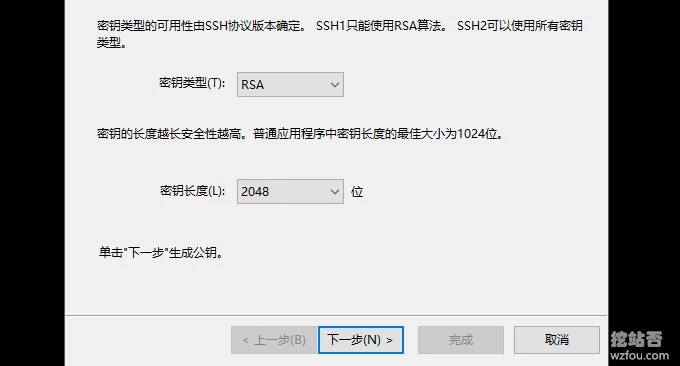 密钥类型的可用性由SSH协议版本确定。 SSH1只能使用RSA算法。 SSH2可以使用所有密钥
类型。
密钥类型(T): RSA
密钥的长度越长安全性越高。普通应用程序中密钥长度的最佳大小为1024位。
密钥长度(L): 2048 位
单击"下一步"生成公钥。
< 上一步(B) 下一步(N) > 完成 取消
挖站否
wzfou.com